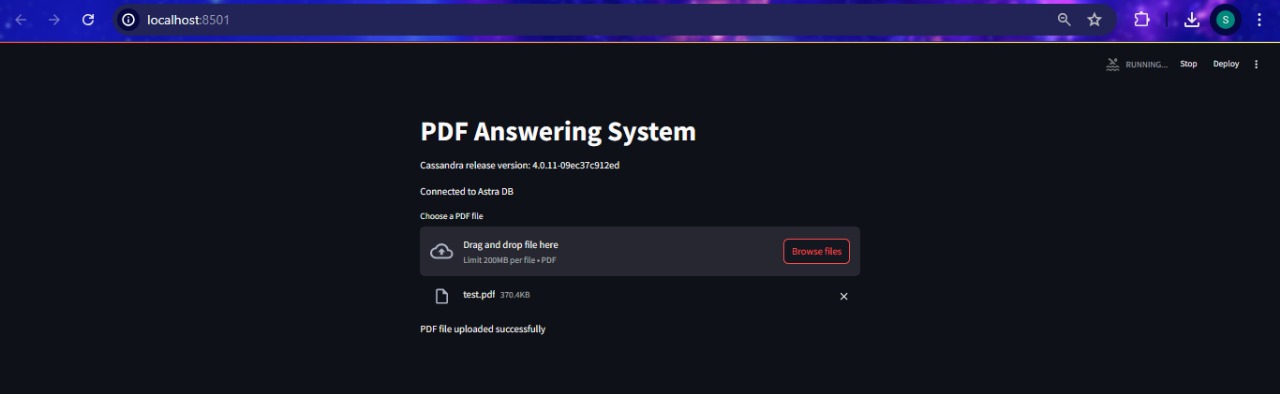 localhost:8501
S
RUNNING... Stop Deploy
PDF Answering System
Cassandra release version: 4.0.11-09ec37c912ed
Connected to Astra DB
Choose a PDF file
Drag and drop file here
Limit 200MB per file • PDF
Browse files
test.pdf 370.4KB
PDF file uploaded successfully